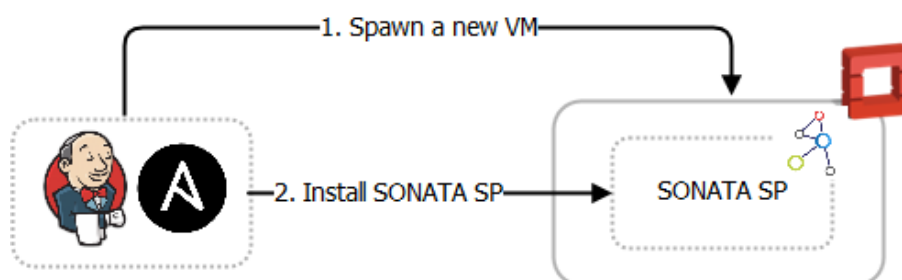 1. Spawn a new VM
2. Install SONATA SP
SONATA SP